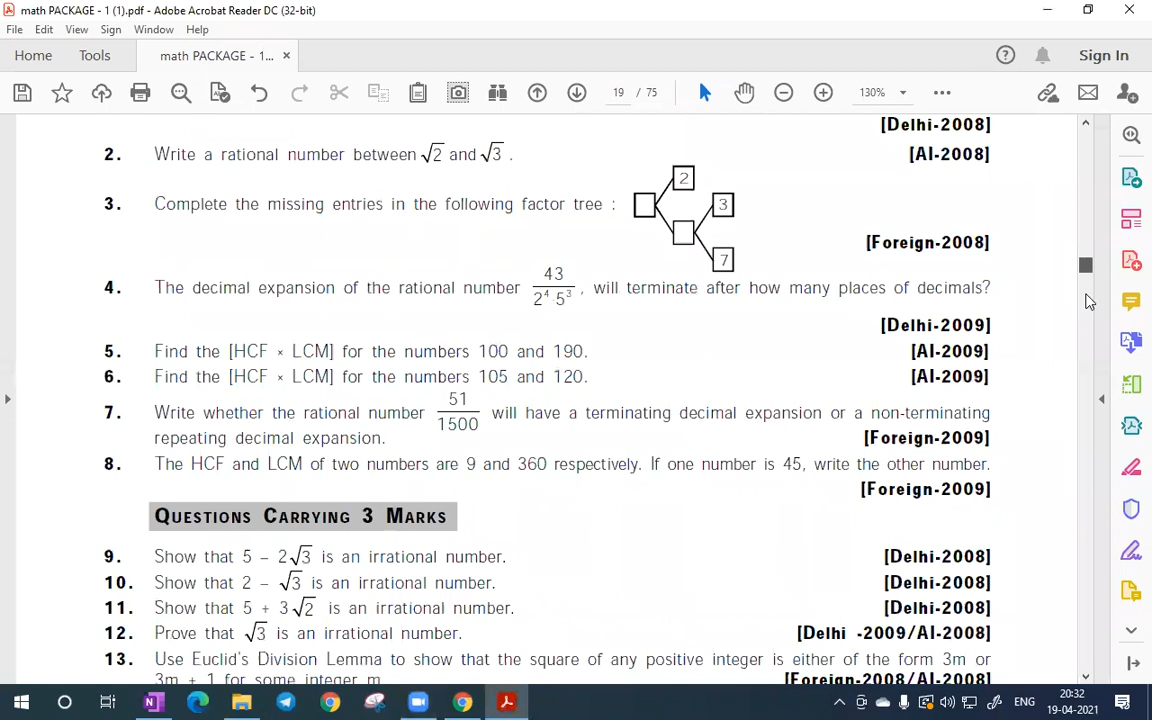 math PACKAGE - 1 (1).pdf - Adobe Acrobat Reader DC (32-bit)
File Edit View Sign Window Help
Home Tools math PACKAGE - 1... × Sign In
19 / 75 130%
[Delhi-2008]
2. Write a rational number between √2 and √3 . [AI-2008]
2
3. Complete the missing entries in the following factor tree : 3
[Foreign-2008]
7
4. The decimal expansion of the rational number 43/(2⁴·5³), will terminate after how many places of decimals?
[Delhi-2009]
5. Find the [HCF × LCM] for the numbers 100 and 190. [AI-2009]
6. Find the [HCF × LCM] for the numbers 105 and 120. [AI-2009]
7. Write whether the rational number 51/1500 will have a terminating decimal expansion or a non-terminating
repeating decimal expansion. [Foreign-2009]
8. The HCF and LCM of two numbers are 9 and 360 respectively. If one number is 45, write the other number.
[Foreign-2009]
QUESTIONS CARRYING 3 MARKS
9. Show that 5 – 2√3 is an irrational number. [Delhi-2008]
10. Show that 2 – √3 is an irrational number. [Delhi-2008]
11. Show that 5 + 3√2 is an irrational number. [Delhi-2008]
12. Prove that √3 is an irrational number. [Delhi -2009/AI-2008]
13. Use Euclid's Division Lemma to show that the square of any positive integer is either of the form 3m or
3m + 1 for some integer m [Foreign-2008/AI-2008]
ENG 20:32
19-04-2021